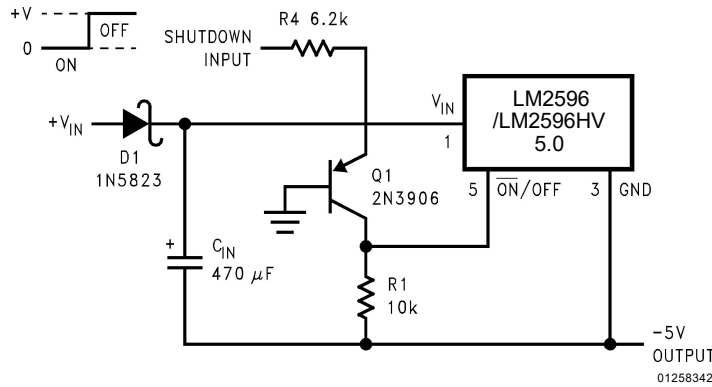 +V
OFF
0
ON
R4 6.2k
SHUTDOWN
INPUT
+VIN
D1
1N5823
VIN
1
LM2596
/LM2596HV
5.0
Q1
2N3906
5
ON/OFF
3
GND
+
CIN
470 μF
R1
10k
–5V
OUTPUT
01258342